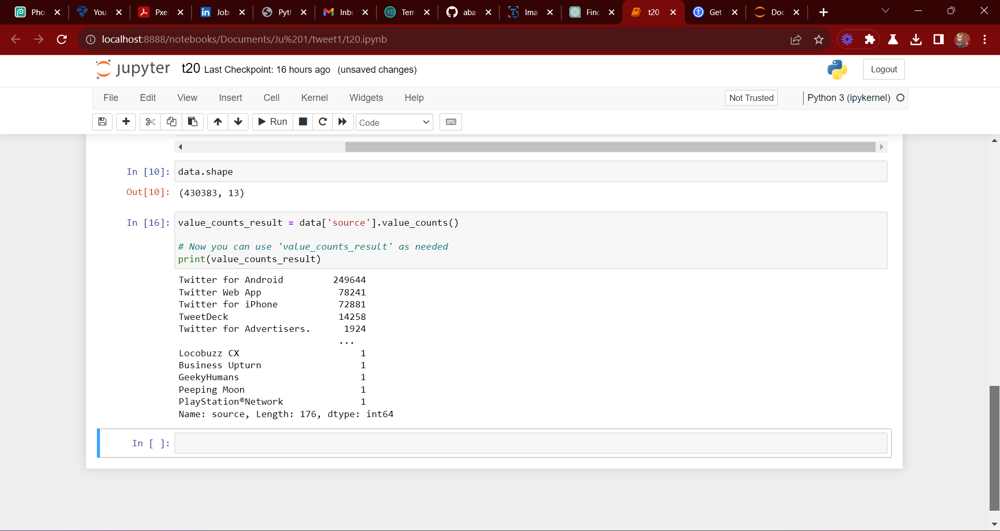 Pho
You
Pxe
Job
Pyt
Inb
Tem
aba
Ima
Finc
t20
Get
Doc
localhost:8888/notebooks/Documents/Ju%201/tweet1/t20.ipynb
jupyter t20 Last Checkpoint: 16 hours ago (unsaved changes)
Logout
File Edit View Insert Cell Kernel Widgets Help
Not Trusted
Python 3 (ipykernel)
Run
Code
In [10]: data.shape
Out[10]: (430383, 13)
In [16]: value_counts_result = data['source'].value_counts()
# Now you can use 'value_counts_result' as needed
print(value_counts_result)
Twitter for Android 249644
Twitter Web App 78241
Twitter for iPhone 72881
TweetDeck 14258
Twitter for Advertisers. 1924
...
Locobuzz CX 1
Business Upturn 1
GeekyHumans 1
Peeping Moon 1
PlayStation®Network 1
Name: source, Length: 176, dtype: int64
In [ ]: